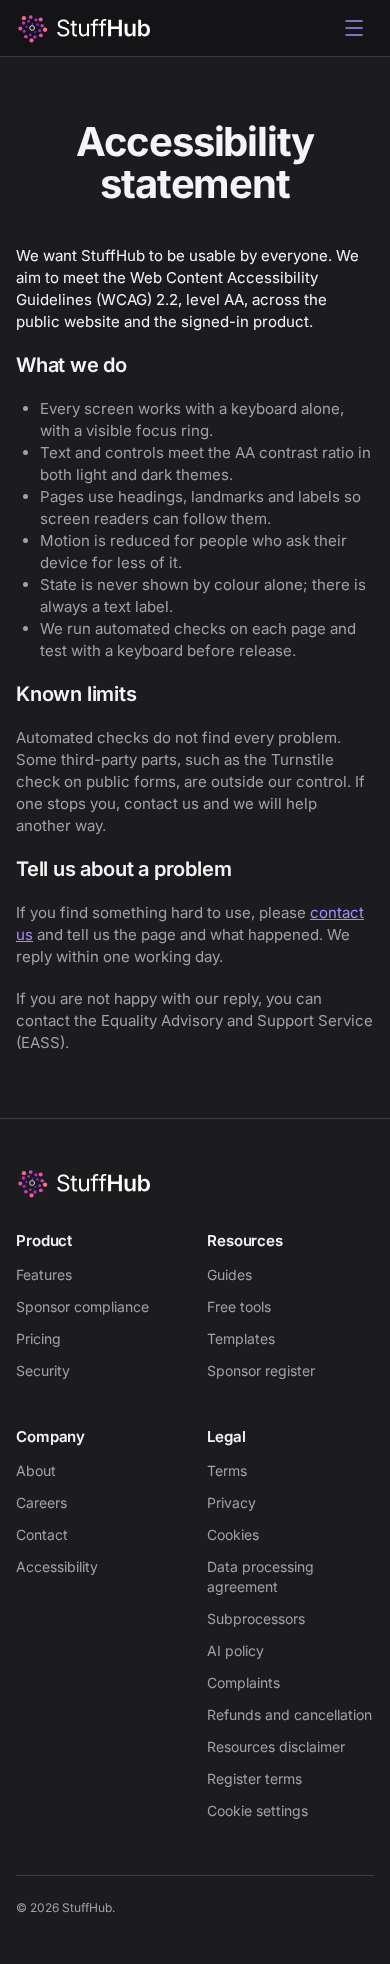 StuffHub
Accessibility
statement
We want StuffHub to be usable by everyone. We
aim to meet the Web Content Accessibility
Guidelines (WCAG) 2.2, level AA, across the
public website and the signed-in product.
What we do
• Every screen works with a keyboard alone,
with a visible focus ring.
• Text and controls meet the AA contrast ratio in
both light and dark themes.
• Pages use headings, landmarks and labels so
screen readers can follow them.
• Motion is reduced for people who ask their
device for less of it.
• State is never shown by colour alone; there is
always a text label.
• We run automated checks on each page and
test with a keyboard before release.
Known limits
Automated checks do not find every problem.
Some third-party parts, such as the Turnstile
check on public forms, are outside our control. If
one stops you, contact us and we will help
another way.
Tell us about a problem
If you find something hard to use, please contact
us and tell us the page and what happened. We
reply within one working day.
If you are not happy with our reply, you can
contact the Equality Advisory and Support Service
(EASS).
StuffHub
Product
Features
Sponsor compliance
Pricing
Security
Resources
Guides
Free tools
Templates
Sponsor register
Company
About
Careers
Contact
Accessibility
Legal
Terms
Privacy
Cookies
Data processing
agreement
Subprocessors
AI policy
Complaints
Refunds and cancellation
Resources disclaimer
Register terms
Cookie settings
© 2026 StuffHub.